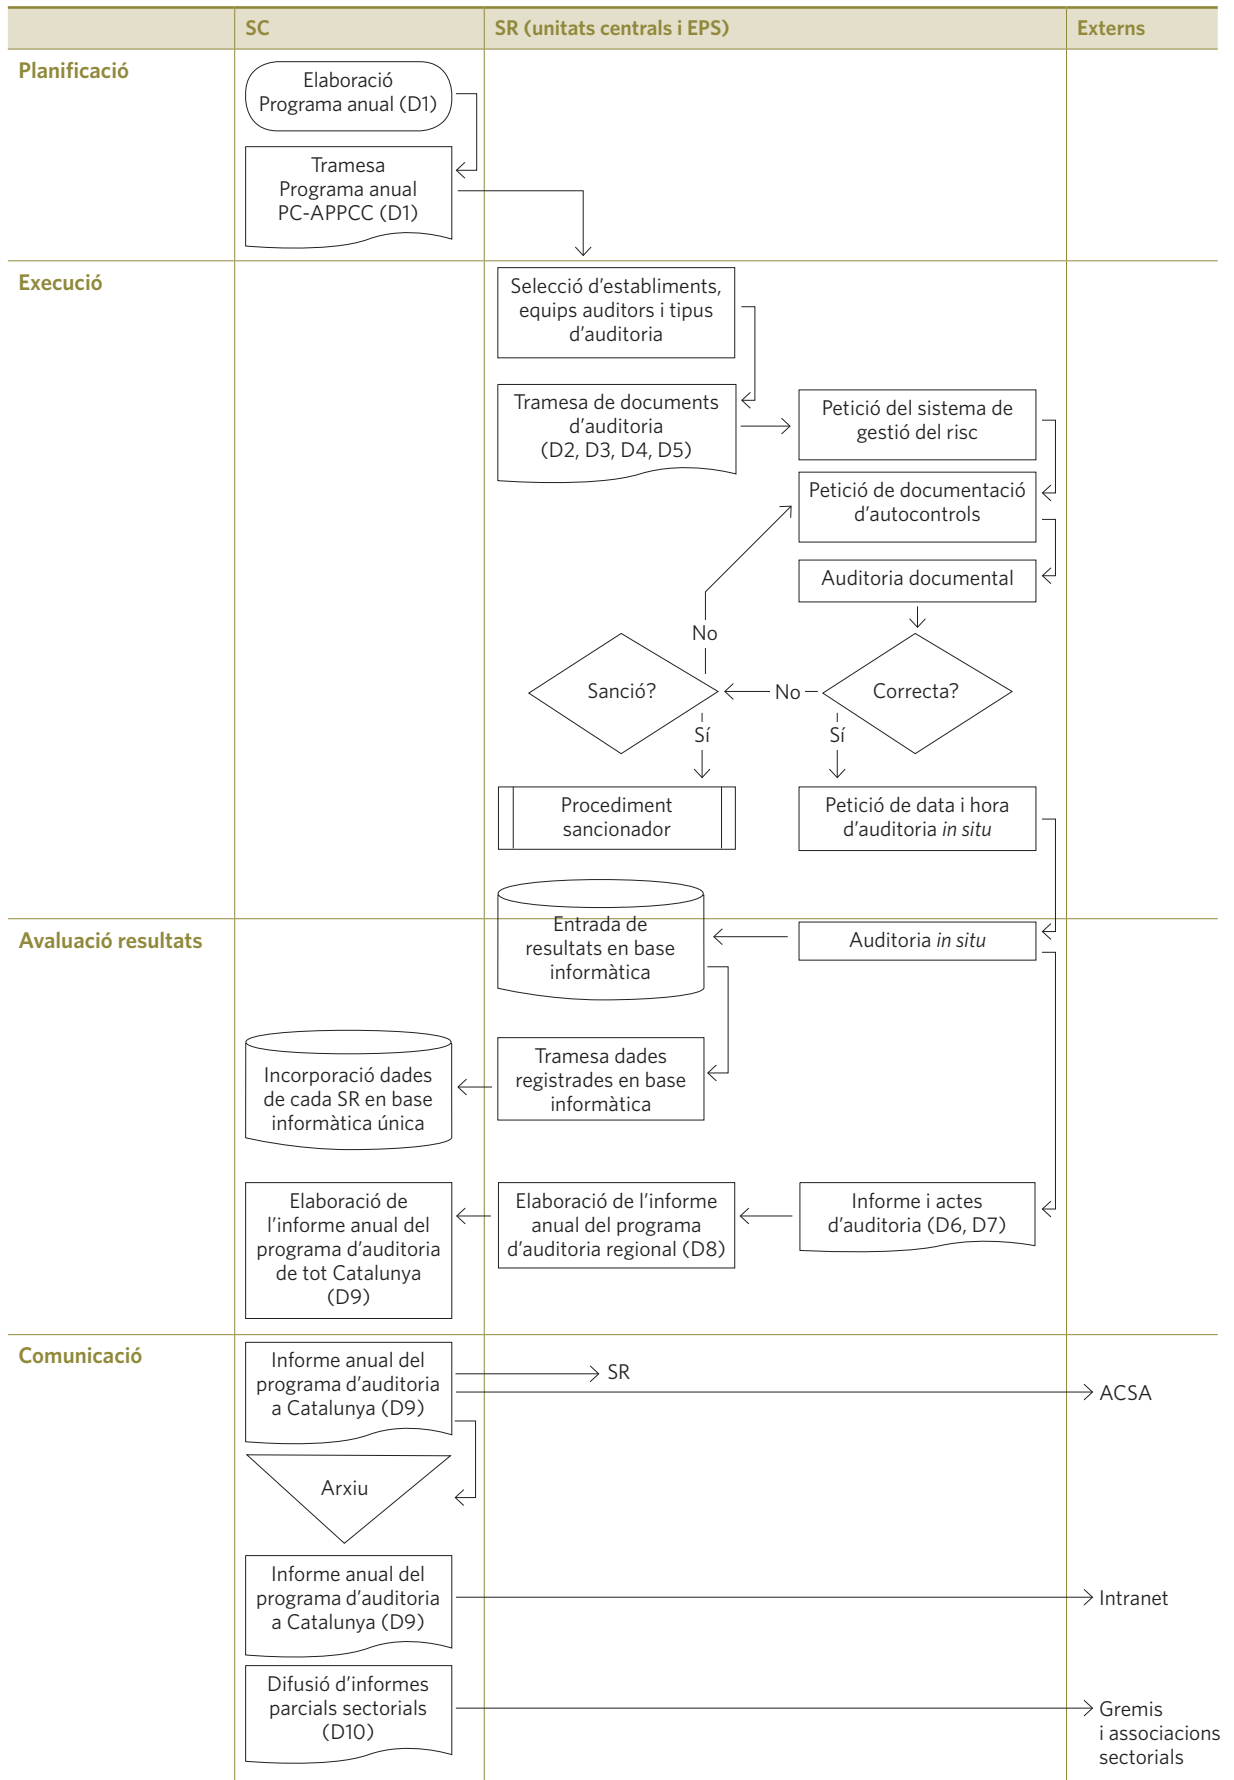 SC
SR (unitats centrals i EPS)
Externs
Planificació
Elaboració
Programa anual (D1)
Tramesa
Programa anual
PC-APPCC (D1)
Execució
Selecció d'establiments,
equips auditors i tipus
d'auditoria
Tramesa de documents
d'auditoria
(D2, D3, D4, D5)
Petició del sistema de
gestió del risc
Petició de documentació
d'autocontrols
Auditoria documental
No
Sanció?
No
Correcta?
Sí
Sí
Procediment
sancionador
Petició de data i hora
d'auditoria in situ
Avaluació resultats
Entrada de
resultats en base
informàtica
Auditoria in situ
Incorporació dades
de cada SR en base
informàtica única
Tramesa dades
registrades en base
informàtica
Elaboració de
l'informe anual del
programa d'auditoria
de tot Catalunya
(D9)
Elaboració de l'informe
anual del programa
d'auditoria regional (D8)
Informe i actes
d'auditoria (D6, D7)
Comunicació
Informe anual del
programa d'auditoria
a Catalunya (D9)
SR
ACSA
Arxiu
Informe anual del
programa d'auditoria
a Catalunya (D9)
Intranet
Difusió d'informes
parcials sectorials
(D10)
Gremis
i associacions
sectorials